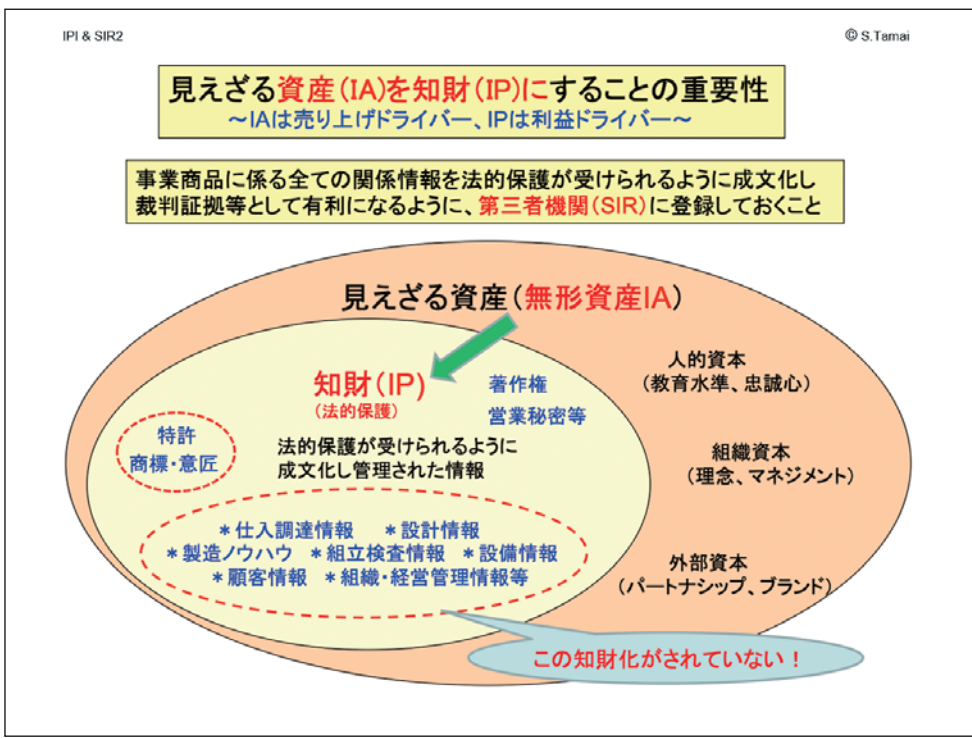 IPI & SIR2
© S.Tamai
見えざる資産(IA)を知財(IP)にすることの重要性
～IAは売り上げドライバー、IPは利益ドライバー～
事業商品に係る全ての関係情報を法的保護が受けられるように成文化し
裁判証拠等として有利になるように、第三者機関(SIR)に登録しておくこと
見えざる資産(無形資産IA)
知財(IP)
(法的保護)
著作権
営業秘密等
特許
商標・意匠
法的保護が受けられるように
成文化し管理された情報
＊仕入調達情報 ＊設計情報
＊製造ノウハウ ＊組立検査情報 ＊設備情報
＊顧客情報 ＊組織・経営管理情報等
人的資本
(教育水準、忠誠心)
組織資本
(理念、マネジメント)
外部資本
(パートナシップ、ブランド)
この知財化がされていない！